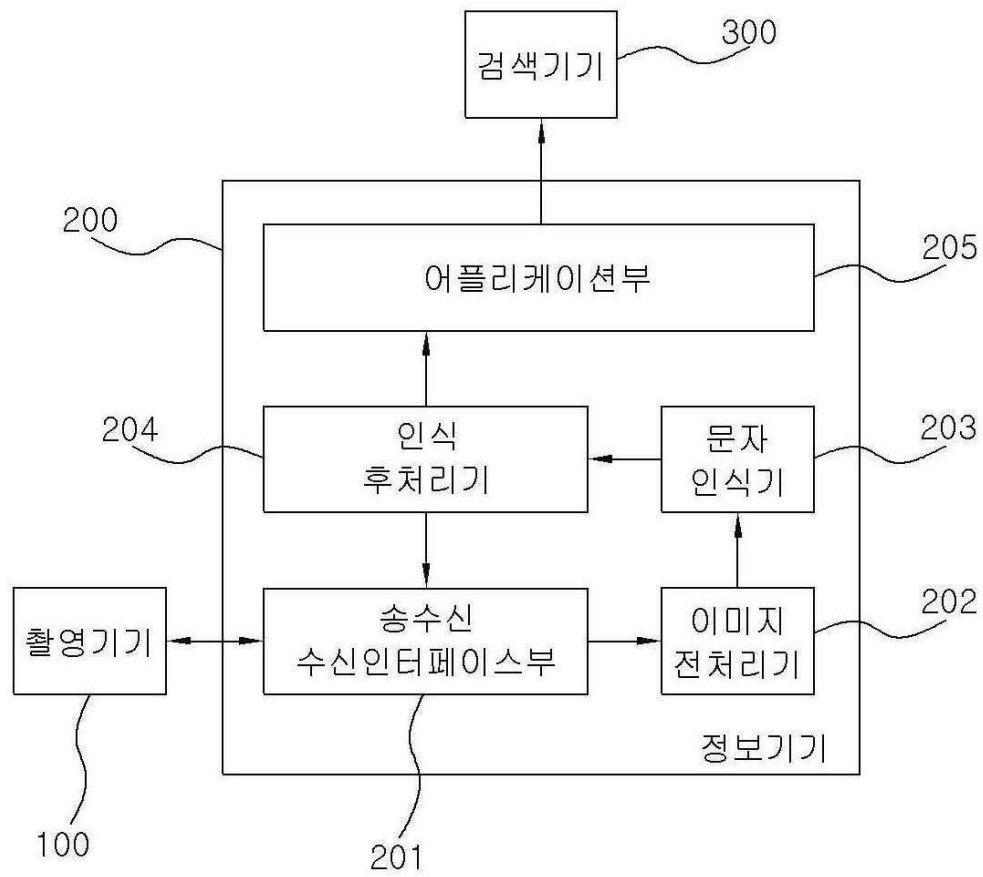 300
검색기기
200
어플리케이션부
205
204
인식
후처리기
문자
인식기
203
촬영기기
송수신
수신인터페이스부
이미지
전처리기
202
정보기기
100
201